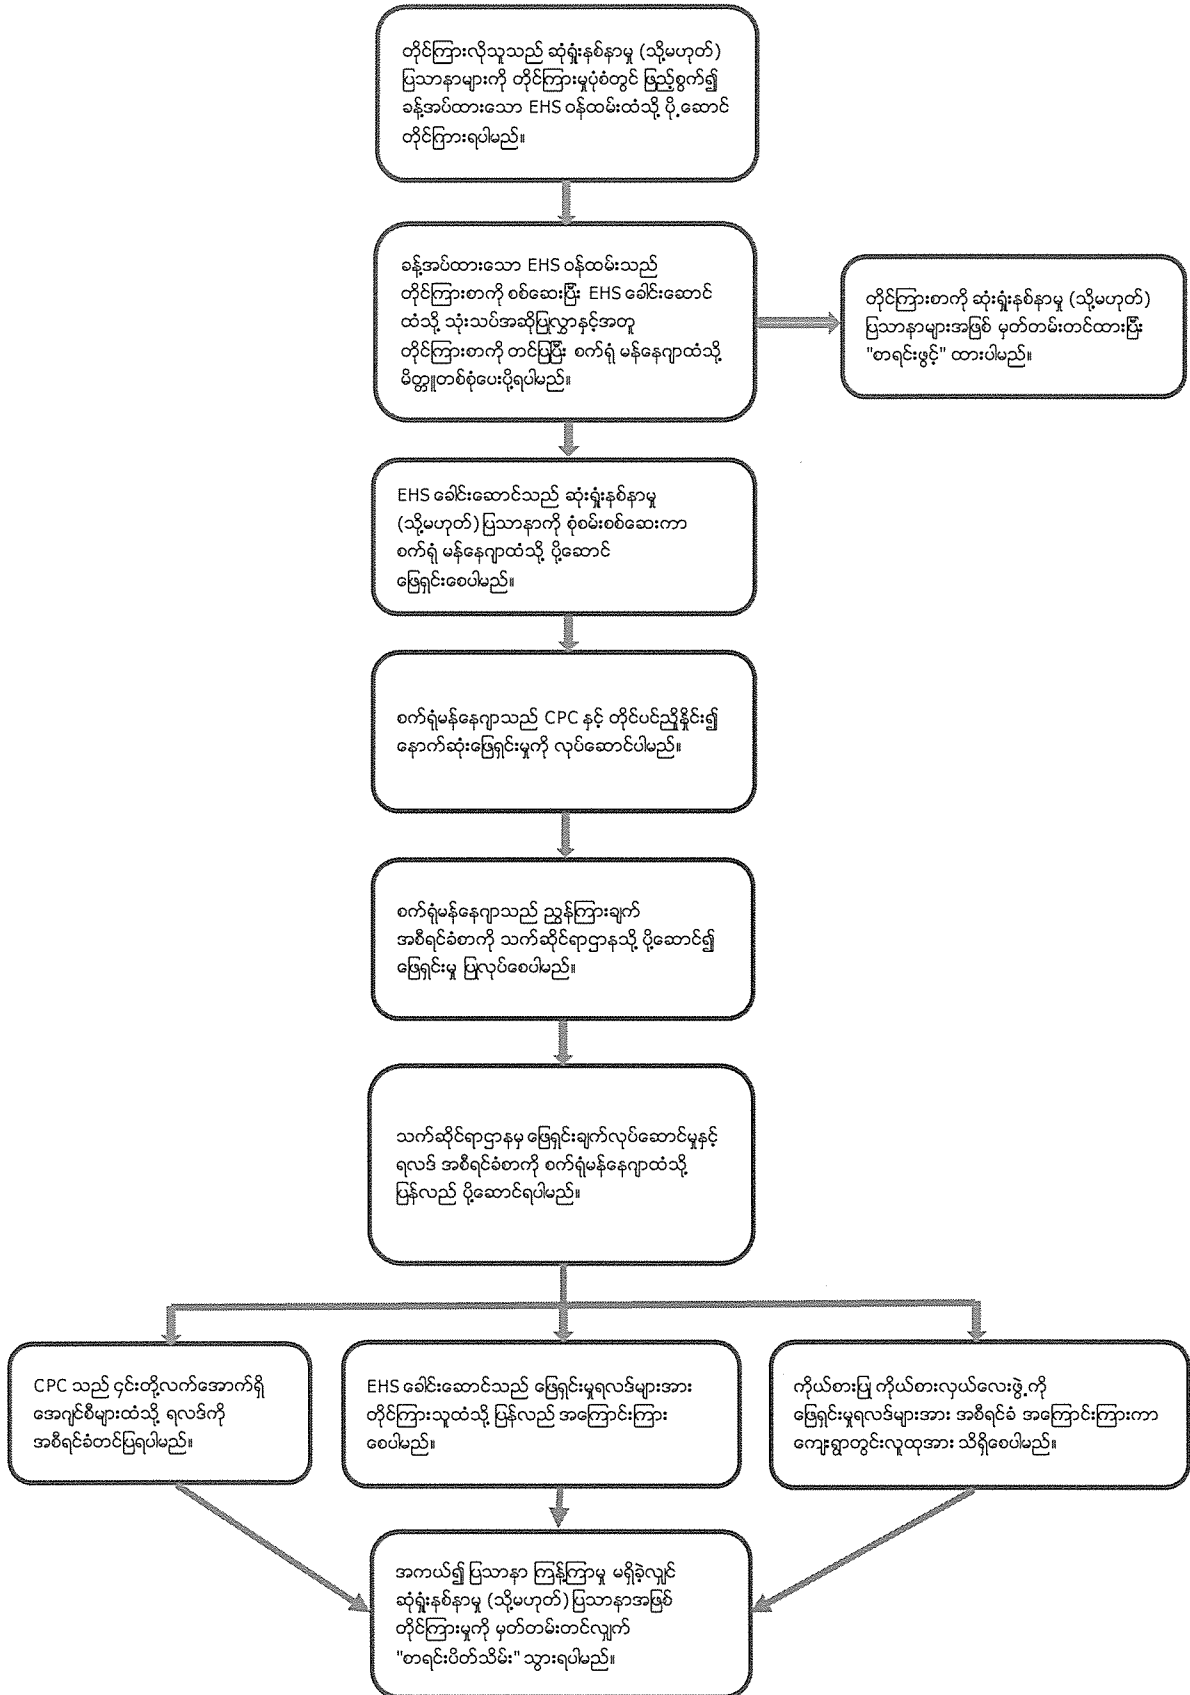 တိုင်ကြားလိုသူသည် ဆုံးရှုံးနစ်နာမှု (သို့မဟုတ်)
ပြသာနာများကို တိုင်ကြားမှုပုံစံတွင် ဖြည့်စွက်၍
ခန့်အပ်ထားသော EHS ဝန်ထမ်းထံသို့ ပို့ဆောင်
တိုင်ကြားရပါမည်။
ခန့်အပ်ထားသော EHS ဝန်ထမ်းသည်
တိုင်ကြားစာကို စစ်ဆေးပြီး EHS ခေါင်းဆောင်
ထံသို့ သုံးသပ်အဆိုပြုလွှာနှင့်အတူ
တိုင်ကြားစာကို တင်ပြပြီး စက်ရုံ မန်နေဂျာထံသို့
မိတ္တူတစ်စုံပေးပို့ရပါမည်။
တိုင်ကြားစာကို ဆုံးရှုံးနစ်နာမှု (သို့မဟုတ်)
ပြသာနာများအဖြစ် မှတ်တမ်းတင်ထားပြီး
"စာရင်းဖွင့်" ထားပါမည်။
EHS ခေါင်းဆောင်သည် ဆုံးရှုံးနစ်နာမှု
(သို့မဟုတ်) ပြသာနာကို စုံစမ်းစစ်ဆေးကာ
စက်ရုံ မန်နေဂျာထံသို့ ပို့ဆောင်
ဖြေရှင်းစေပါမည်။
စက်ရုံမန်နေဂျာသည် CPC နှင့် တိုင်ပင်ညှိနှိုင်း၍
နောက်ဆုံးဖြေရှင်းမှုကို လုပ်ဆောင်ပါမည်။
စက်ရုံမန်နေဂျာသည် ညွှန်ကြားချက်
အစီရင်ခံစာကို သက်ဆိုင်ရာဌာနသို့ ပို့ဆောင်၍
ဖြေရှင်းမှု ပြုလုပ်စေပါမည်။
သက်ဆိုင်ရာဌာနမှ ဖြေရှင်းချက်လုပ်ဆောင်မှုနှင့်
ရလဒ် အစီရင်ခံစာကို စက်ရုံမန်နေဂျာထံသို့
ပြန်လည် ပို့ဆောင်ရပါမည်။
CPC သည် ၎င်းတို့လက်အောက်ရှိ
အေဂျင်စီများထံသို့ ရလဒ်ကို
အစီရင်ခံတင်ပြရပါမည်။
EHS ခေါင်းဆောင်သည် ဖြေရှင်းမှုရလဒ်များအား
တိုင်ကြားသူထံသို့ ပြန်လည် အကြောင်းကြား
စေပါမည်။
ကိုယ်စားပြု ကိုယ်စားလှယ်လေးဖွဲ့ကို
ဖြေရှင်းမှုရလဒ်များအား အစီရင်ခံ အကြောင်းကြားကာ
ကျေးရွာတွင်းလူထုအား သိရှိစေပါမည်။
အကယ်၍ ပြသာနာ ကြန့်ကြာမှု မရှိခဲ့လျှင်
ဆုံးရှုံးနစ်နာမှု (သို့မဟုတ်) ပြသာနာအဖြစ်
တိုင်ကြားမှုကို မှတ်တမ်းတင်လျှက်
"စာရင်းပိတ်သိမ်း" သွားရပါမည်။